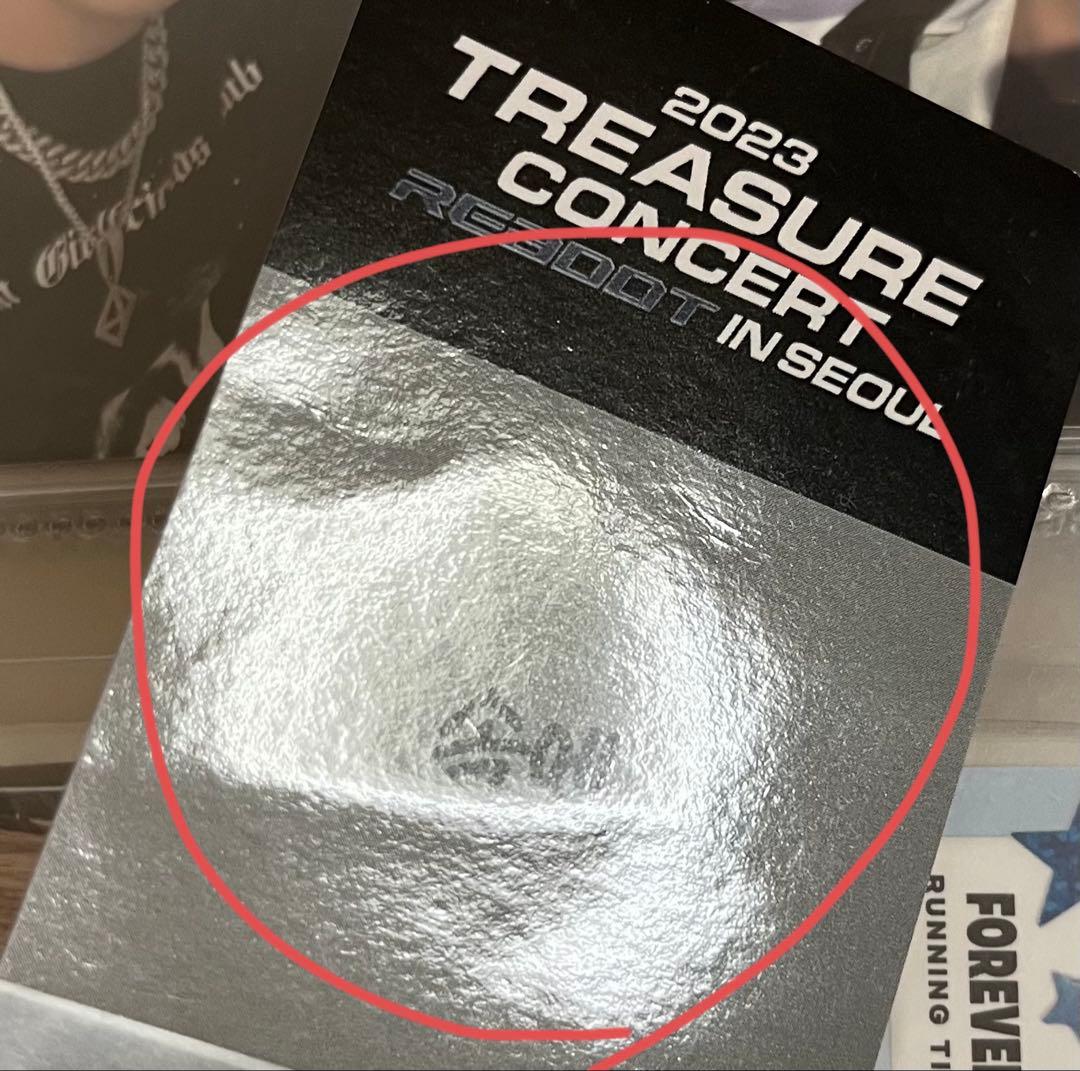 2023
TREASURE
CONCERT
REBOOT IN SEOUL
FOREVE
RUNNING TI